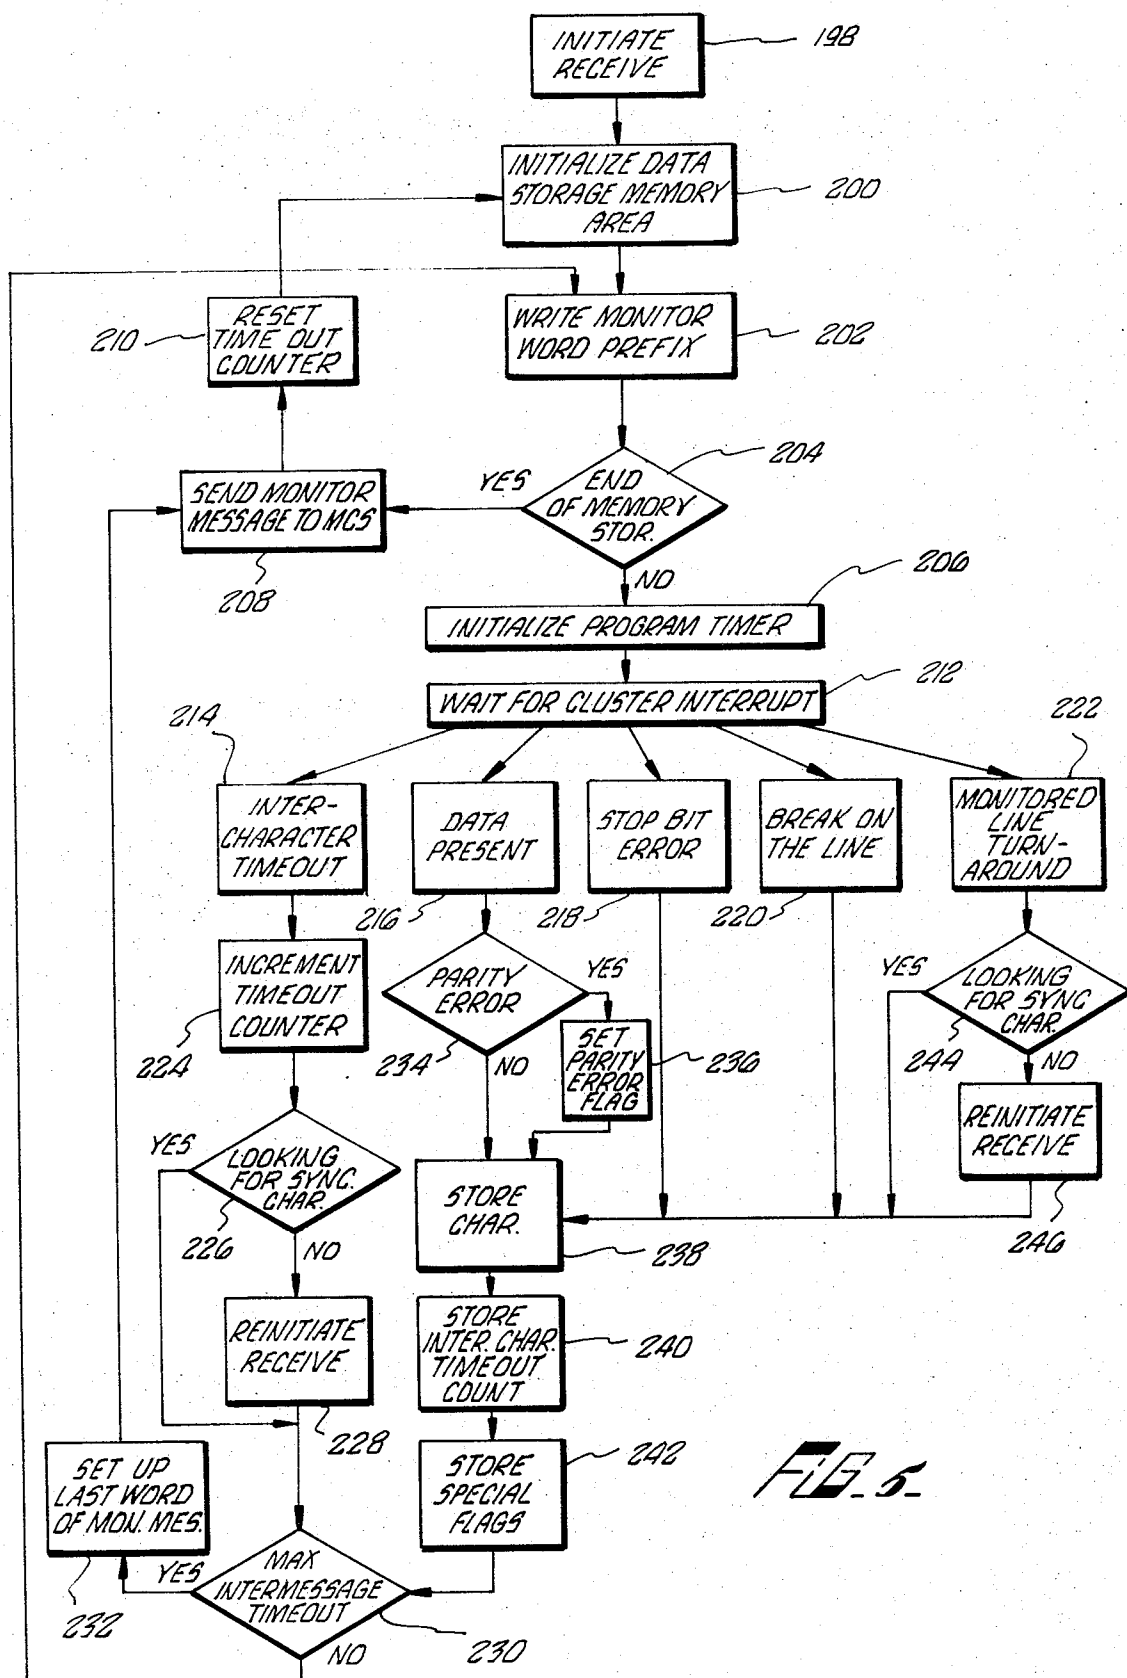 INITIATE
RECEIVE
198
INITIALIZE DATA
STORAGE MEMORY
AREA
200
RESET
TIME OUT
COUNTER
210
WRITE MONITOR
WORD PREFIX
202
SEND MONITOR
MESSAGE TO MCS
208
YES
END
OF MEMORY
STOR.
204
NO
206
INITIALIZE PROGRAM TIMER
WAIT FOR CLUSTER INTERRUPT
212
214
INTER-
CHARACTER
TIMEOUT
DATA
PRESENT
216
STOP BIT
ERROR
218
BREAK ON
THE LINE
220
222
MONITORED
LINE
TURN-
AROUND
INCREMENT
TIMEOUT
COUNTER
224
PARITY
ERROR
234
YES
NO
SET
PARITY
ERROR
FLAG
236
YES
LOOKING
FOR SYNC
CHAR.
244
NO
REINITIATE
RECEIVE
246
YES
LOOKING
FOR SYNC.
CHAR.
226
NO
STORE
CHAR.
238
REINITIATE
RECEIVE
228
STORE
INTER. CHAR.
TIMEOUT
COUNT
240
SET UP
LAST WORD
OF MON. MES.
232
STORE
SPECIAL
FLAGS
242
YES
MAX
INTERMESSAGE
TIMEOUT
230
NO
FIG. 5.